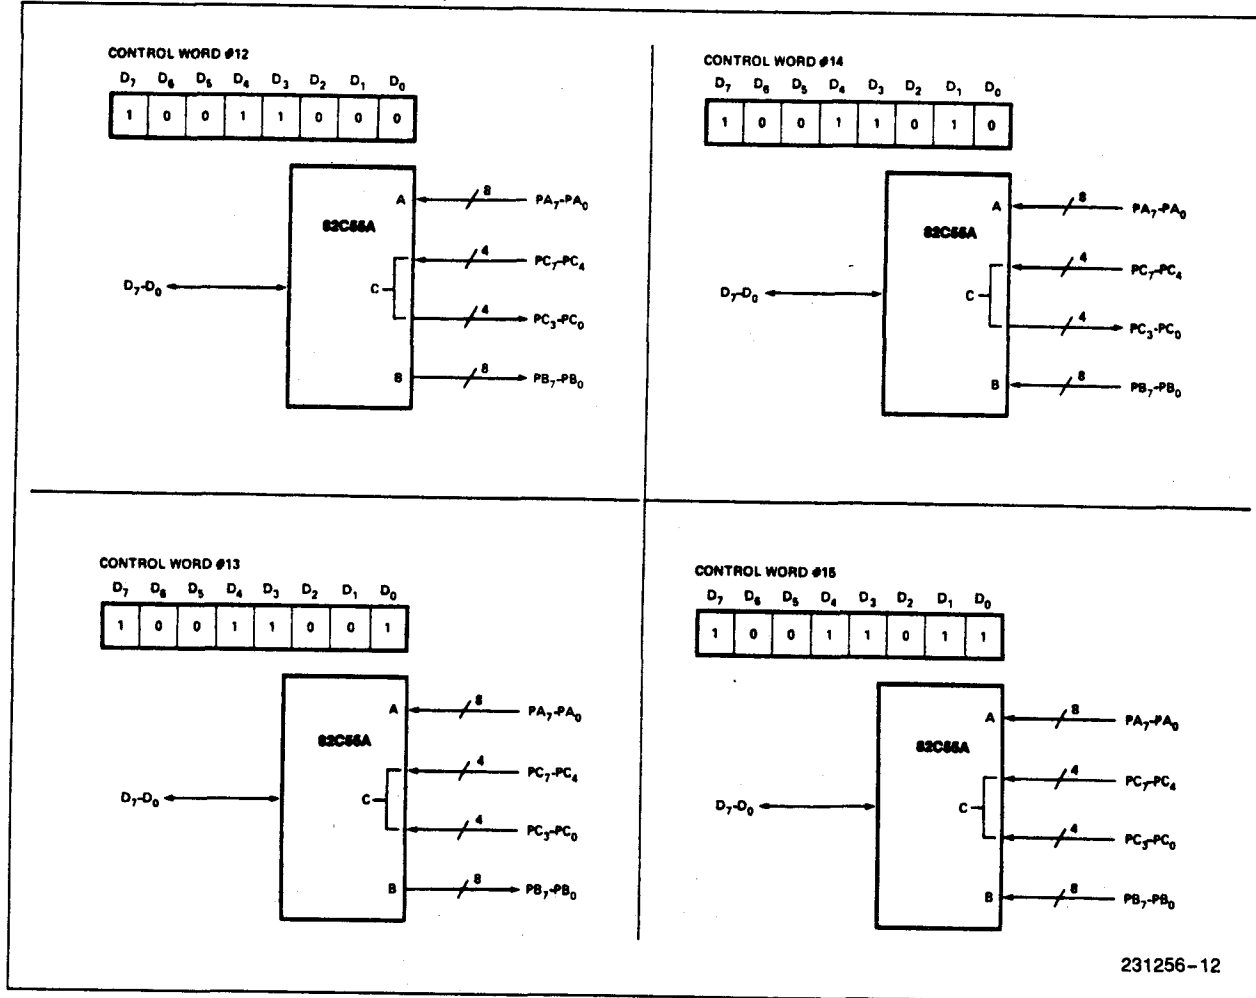 CONTROL WORD #12
D7 D6 D5 D4 D3 D2 D1 D0
1 0 0 1 1 0 0 0
A
8
PA7-PA0
82C55A
4
PC7-PC4
D7-D0
C
4
PC3-PC0
B
8
PB7-PB0
CONTROL WORD #14
D7 D6 D5 D4 D3 D2 D1 D0
1 0 0 1 1 0 1 0
A
8
PA7-PA0
82C55A
4
PC7-PC4
D7-D0
C
4
PC3-PC0
B
8
PB7-PB0
CONTROL WORD #13
D7 D6 D5 D4 D3 D2 D1 D0
1 0 0 1 1 0 0 1
A
8
PA7-PA0
82C55A
4
PC7-PC4
D7-D0
C
4
PC3-PC0
B
8
PB7-PB0
CONTROL WORD #15
D7 D6 D5 D4 D3 D2 D1 D0
1 0 0 1 1 0 1 1
A
8
PA7-PA0
82C55A
4
PC7-PC4
D7-D0
C
4
PC3-PC0
B
8
PB7-PB0
231256-12